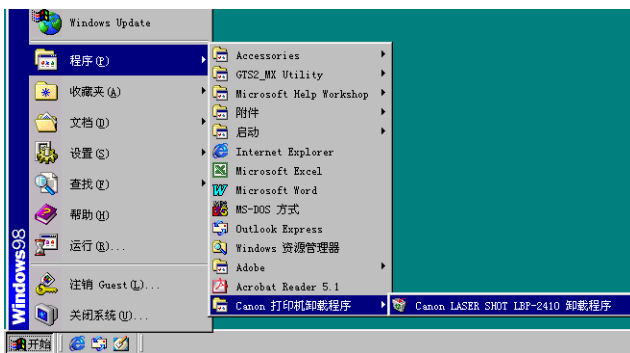 Windows Update
程序(P)
收藏夹(A)
文档(D)
设置(S)
查找(F)
帮助(H)
运行(R)...
注销 Guest(L)...
关闭系统(U)...
Windows98
Accessories
GTS2_MX Utility
Microsoft Help Workshop
附件
启动
Internet Explorer
Microsoft Excel
Microsoft Word
MS-DOS 方式
Outlook Express
Windows 资源管理器
Adobe
Acrobat Reader 5.1
Canon 打印机卸载程序
Canon LASER SHOT LBP-2410 卸载程序
开始